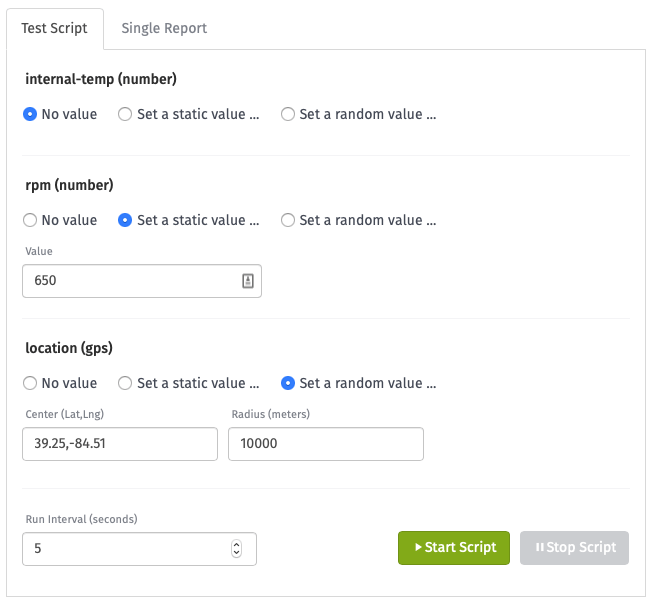 Test Script Single Report
internal-temp (number)
No value Set a static value ... Set a random value ...
rpm (number)
No value Set a static value ... Set a random value ...
Value
650
location (gps)
No value Set a static value ... Set a random value ...
Center (Lat,Lng) Radius (meters)
39.25,-84.51 10000
Run Interval (seconds)
5 Start Script Stop Script